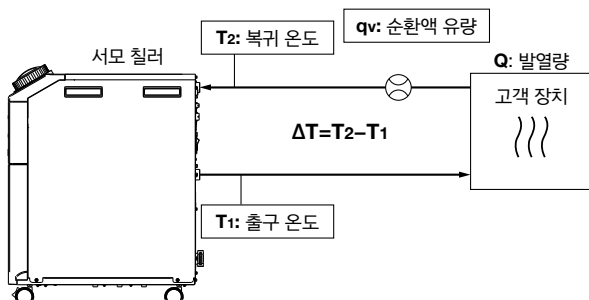 qv: 순환액 유량
T2: 복귀 온도
서모 칠러
Q: 발열량
고객 장치
ΔT=T2−T1
T1: 출구 온도